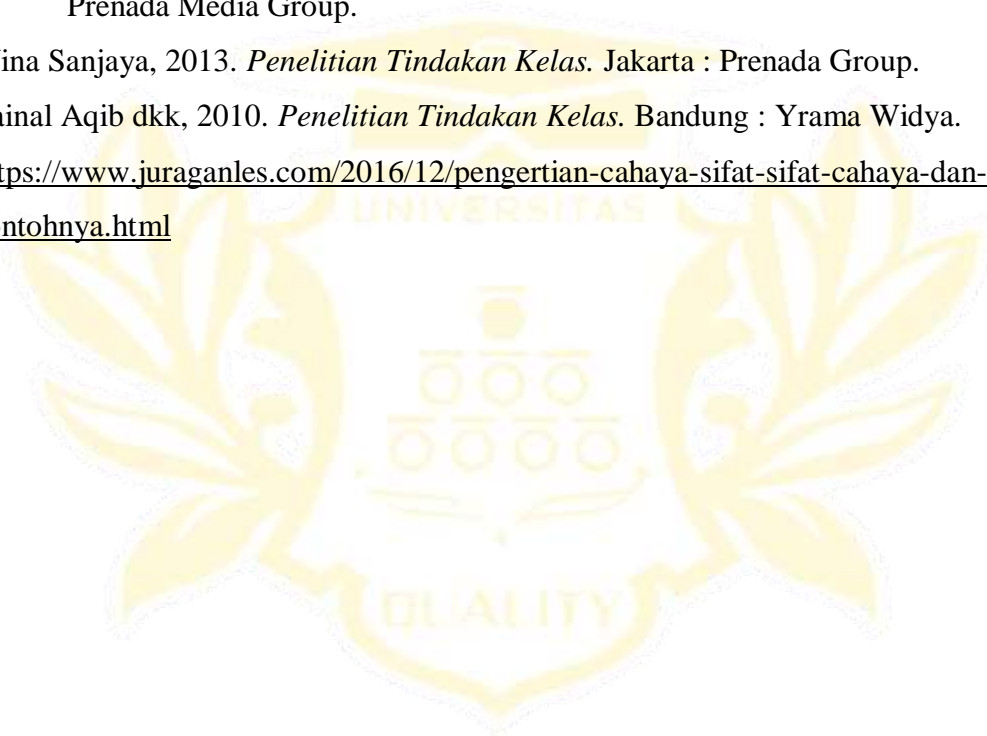 Prenada Media Group.
ina Sanjaya, 2013. Penelitian Tindakan Kelas. Jakarta : Prenada Group.
ainal Aqib dkk, 2010. Penelitian Tindakan Kelas. Bandung : Yrama Widya.
tps://www.juraganles.com/2016/12/pengertian-cahaya-sifat-sifat-cahaya-dan-
ntohnya.html
UNIVERSITAS
QUALITY